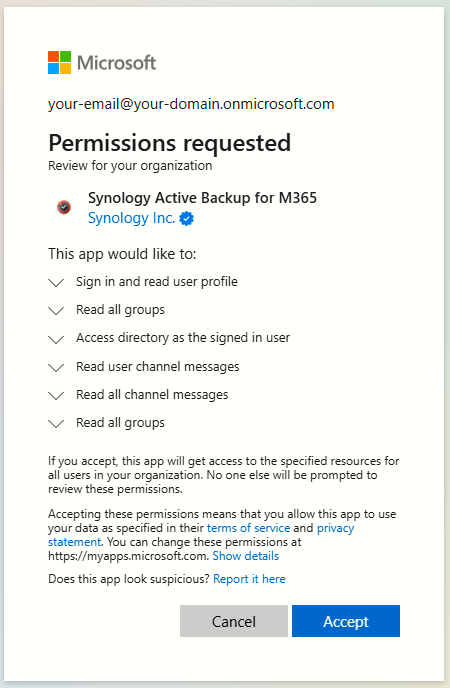 Microsoft
your-email@your-domain.onmicrosoft.com
Permissions requested
Review for your organization
Synology Active Backup for M365
Synology Inc.
This app would like to:
Sign in and read user profile
Read all groups
Access directory as the signed in user
Read user channel messages
Read all channel messages
Read all groups
If you accept, this app will get access to the specified resources for
all users in your organization. No one else will be prompted to
review these permissions.
Accepting these permissions means that you allow this app to use
your data as specified in their terms of service and privacy
statement. You can change these permissions at
https://myapps.microsoft.com. Show details
Does this app look suspicious? Report it here
Cancel
Accept